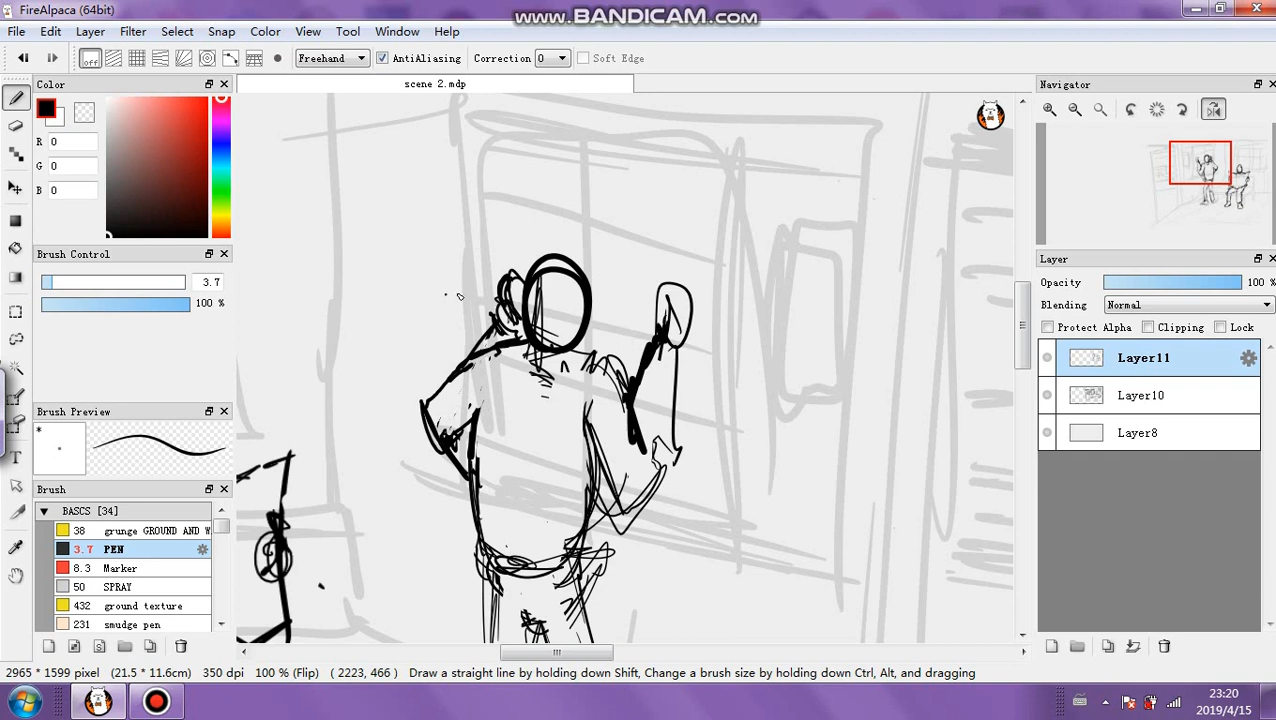 FireAlpaca (64bit)
www.BANDICAM.com
File Edit Layer Filter Select Snap Color View Tool Window Help
off Freehand AntiAliasing Correction 0 Soft Edge
Color
scene 2.mdp
Navigator
R 0
G 0
B 0
Brush Control
3.7
100 %
Layer
Opacity 100 %
Blending Normal
Protect Alpha Clipping Lock
Layer11
Layer10
Layer8
Brush Preview
*
Brush
BASCS [34]
38 grunge GROUND AND W
3.7 PEN
8.3 Marker
50 SPRAY
432 ground texture
231 smudge pen
2965 * 1599 pixel (21.5 * 11.6cm) 350 dpi 100 % (Flip) ( 2223, 466 ) Draw a straight line by holding down Shift, Change a brush size by holding down Ctrl, Alt, and dragging
23:20
2019/4/15